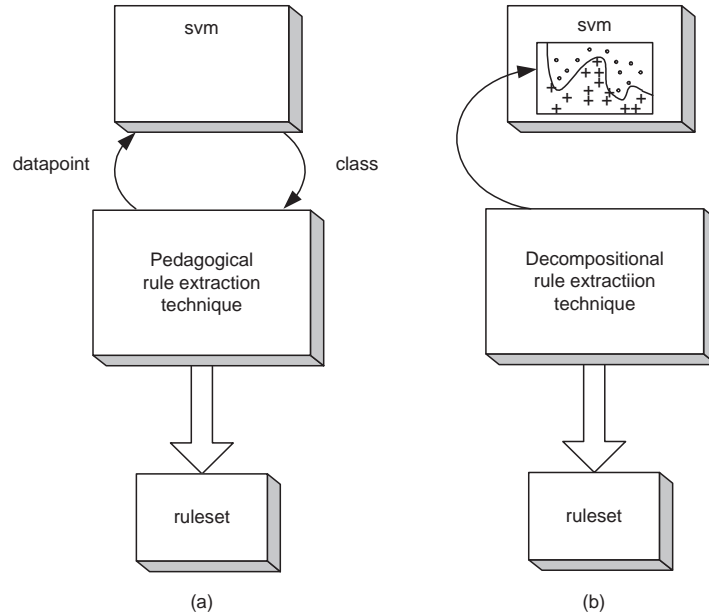 svm
datapoint
class
Pedagogical
rule extraction
technique
ruleset
(a)
svm
Decompositional
rule extractiion
technique
ruleset
(b)